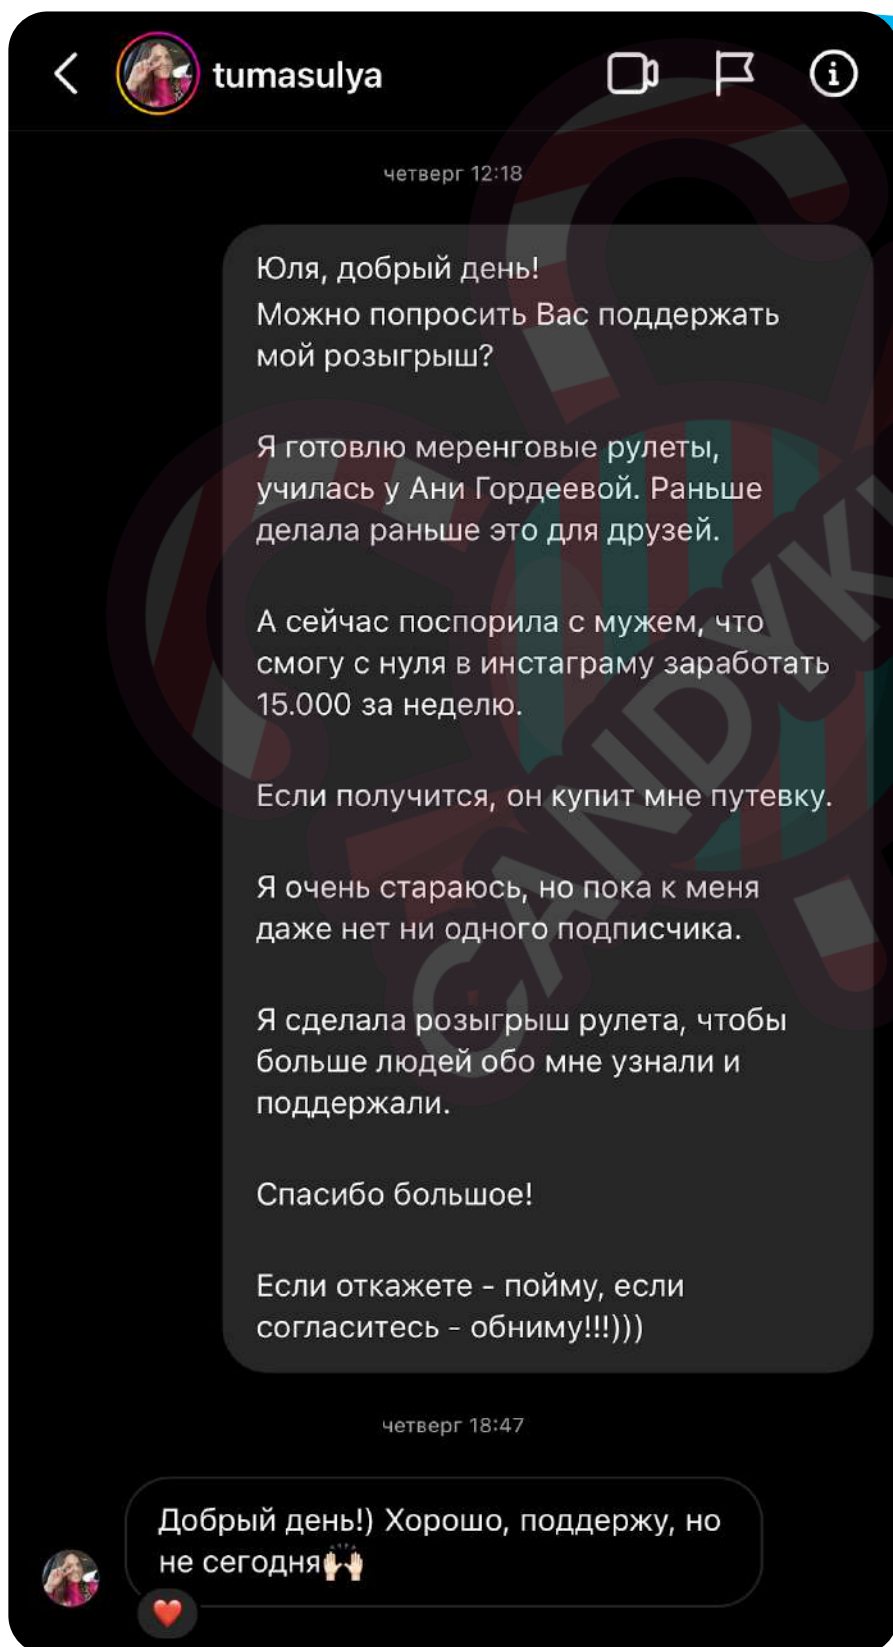 tumasulya
четверг 12:18
Юля, добрый день!
Можно попросить Вас поддержать
мой розыгрыш?
Я готовлю меренговые рулеты,
училась у Ани Гордеевой. Раньше
делала раньше это для друзей.
А сейчас поспорила с мужем, что
смогу с нуля в инстаграму заработать
15.000 за неделю.
Если получится, он купит мне путевку.
Я очень стараюсь, но пока к меня
даже нет ни одного подписчика.
Я сделала розыгрыш рулета, чтобы
больше людей обо мне узнали и
поддержали.
Спасибо большое!
Если откажете - пойму, если
согласитесь - обниму!!!)))
четверг 18:47
Добрый день!) Хорошо, поддержу, но
не сегодня🙌🏻
❤️